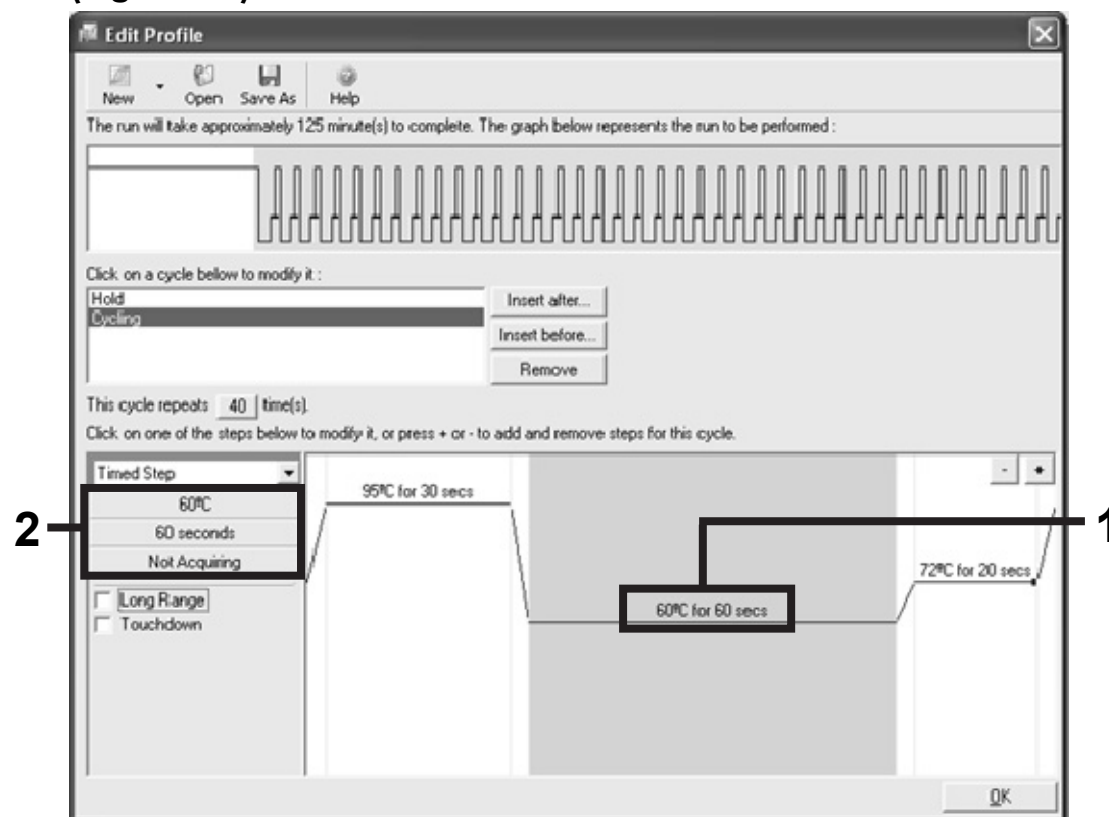 Edit Profile
New Open Save As Help
The run will take approximately 125 minute(s) to complete. The graph below represents the run to be performed :
Click on a cycle bellow to modify it :
Hold
Cycling
Insert after...
Insert before...
Remove
This cycle repeats 40 time(s).
Click on one of the steps below to modify it, or press + or - to add and remove steps for this cycle.
Timed Step
- +
60ºC
60 seconds
Not Acquiring
Long Range
Touchdown
95ºC for 30 secs
60ºC for 60 secs
72ºC for 20 secs
2
1
OK